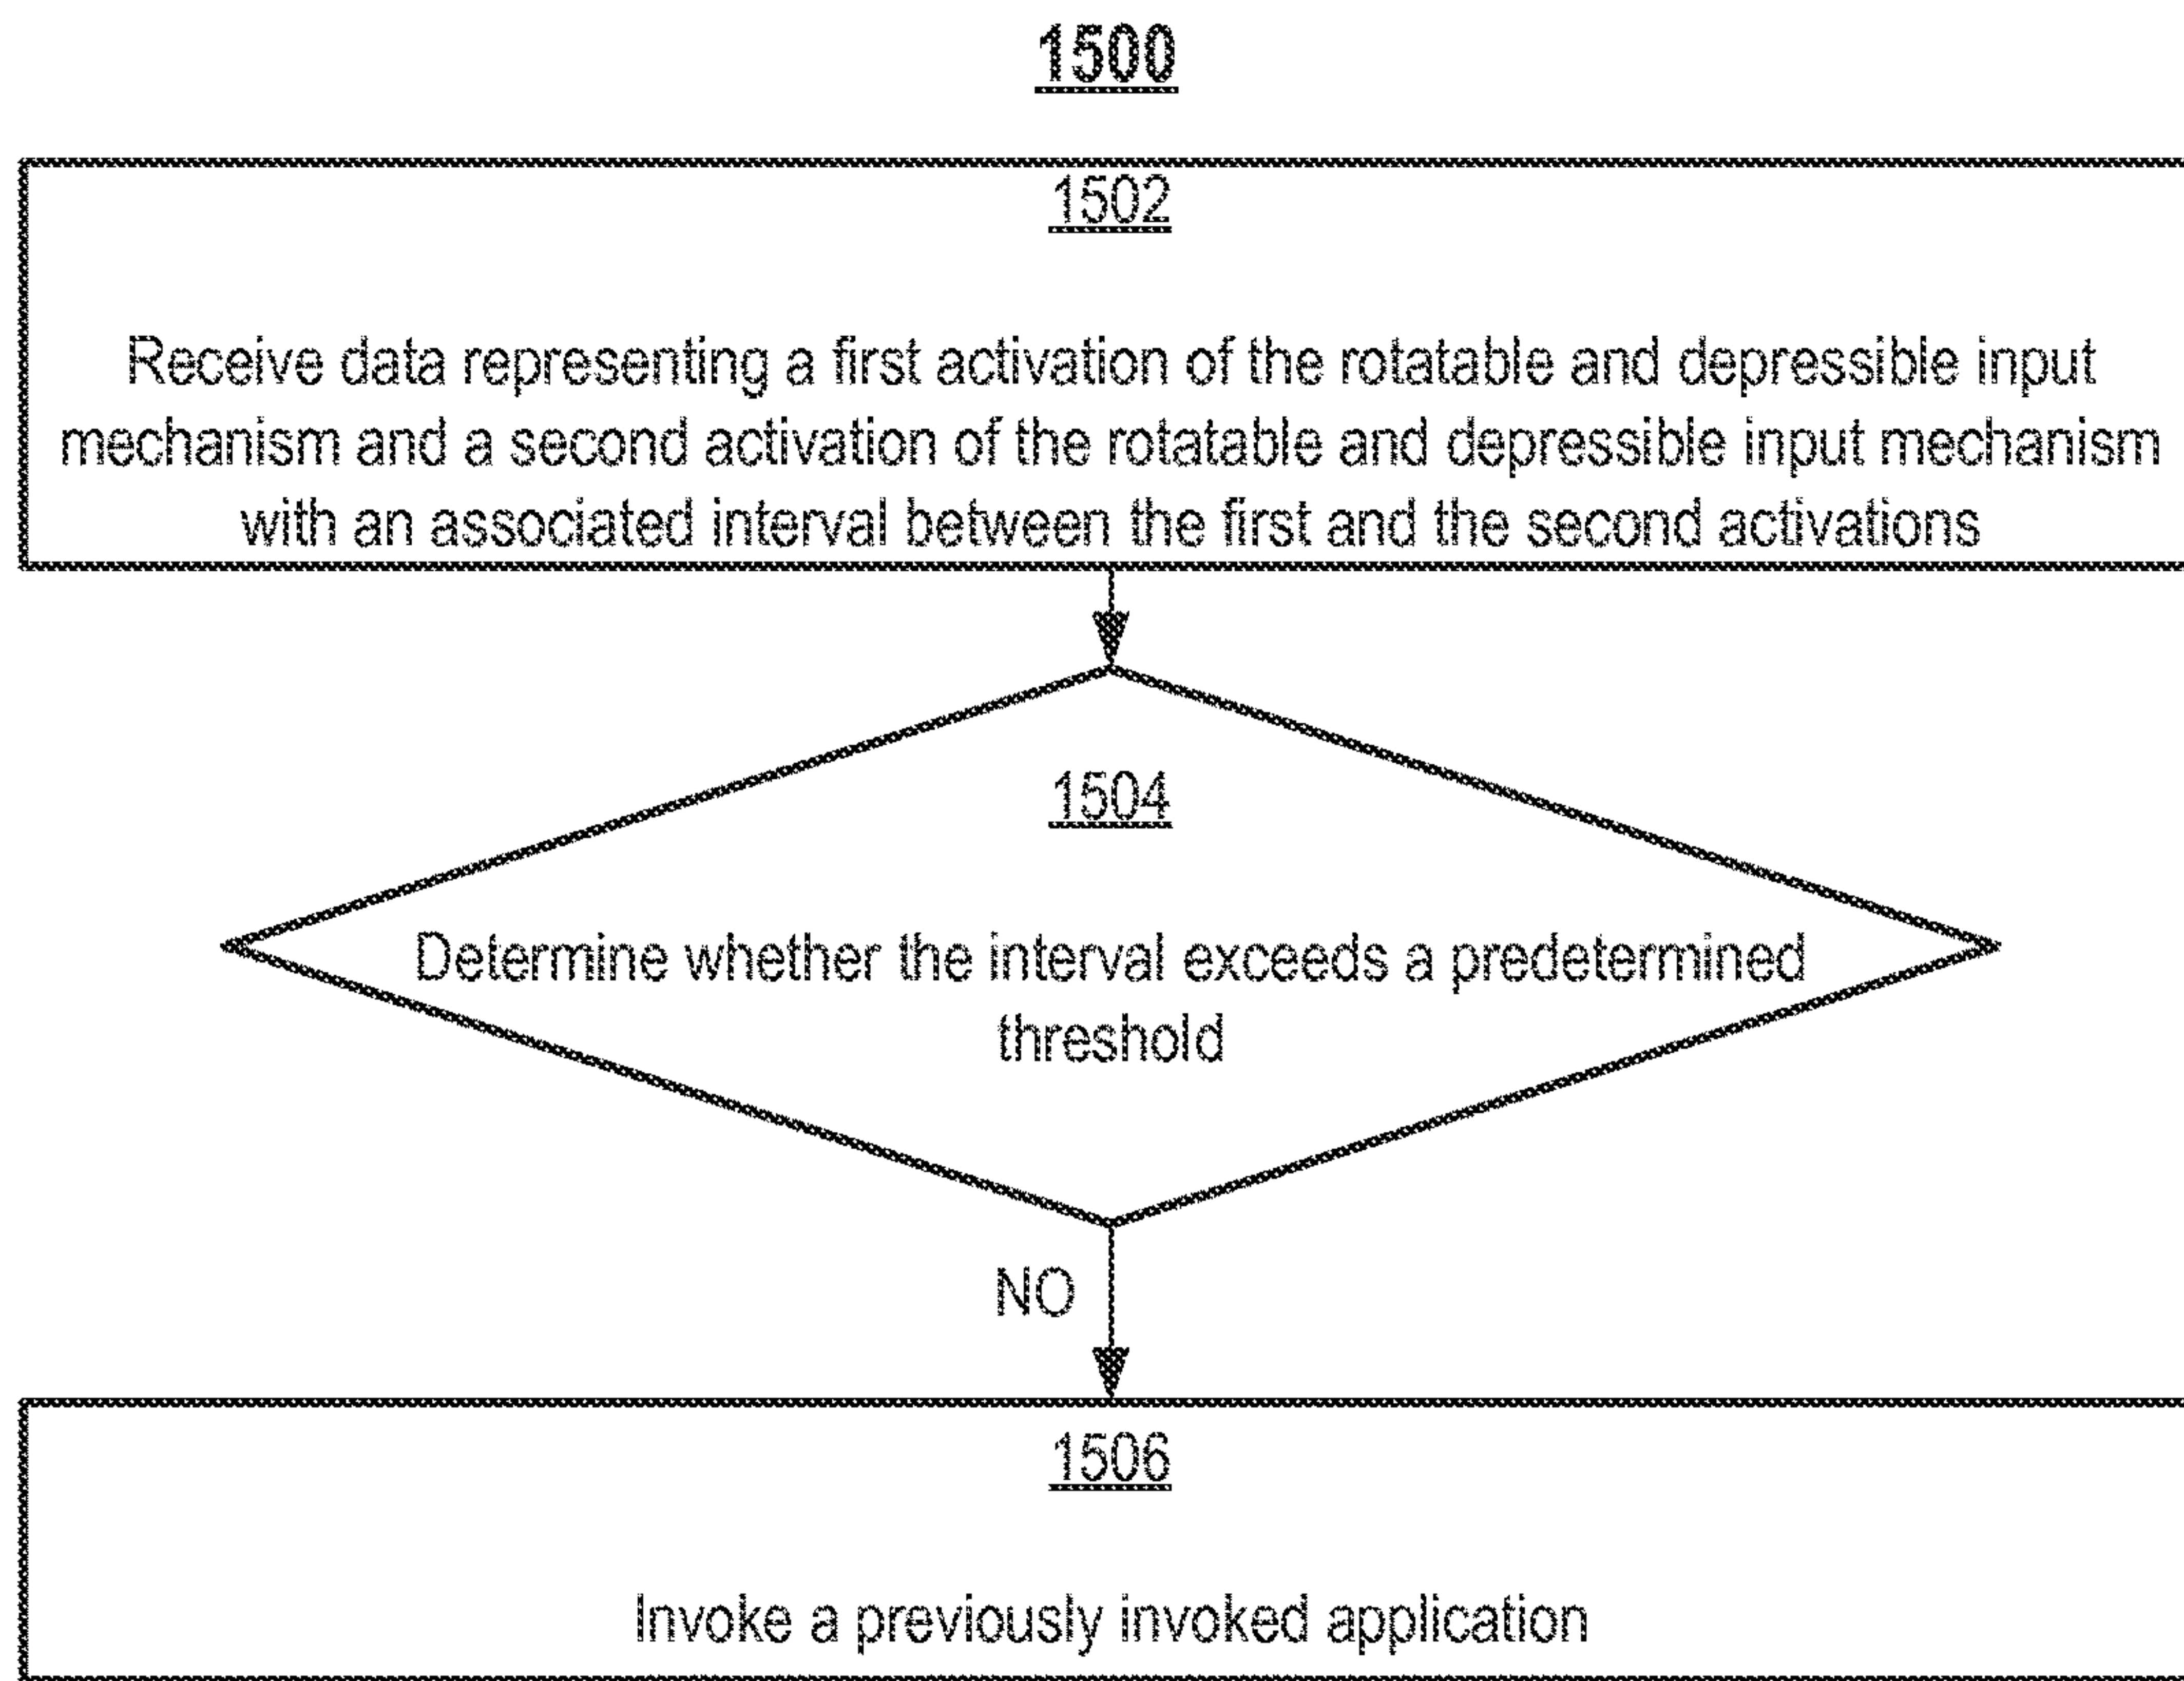 1500
1502
Receive data representing a first activation of the rotatable and depressible input
mechanism and a second activation of the rotatable and depressible input mechanism
with an associated interval between the first and the second activations
1504
Determine whether the interval exceeds a predetermined
threshold
NO
1506
Invoke a previously invoked application